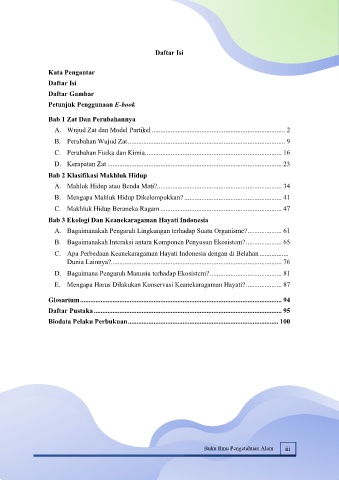 Daftar Isi
Kata Pengantar
Daftar Isi
Daftar Gambar
Petunjuk Penggunaan E-book
Bab 1 Zat Dan Perubahannya
A. Wujud Zat dan Model Partikel ........ 2
B. Perubahan Wujud Zat ........ 9
C. Perubahan Fisika dan Kimia ........ 16
D. Kerapatan Zat ........ 23
Bab 2 Klasifikasi Makhluk Hidup
A. Mahluk Hidup atau Benda Mati? ........ 34
B. Mengapa Mahluk Hidup Dikelompokkan? ........ 41
C. Makhluk Hidup Beraneka Ragam ........ 47
Bab 3 Ekologi Dan Keanekaragaman Hayati Indonesia
A. Bagaimanakah Pengaruh Lingkungan terhadap Suatu Organisme? ........ 61
B. Bagaimanakah Interaksi antara Komponen Penyusun Ekosistem? ........ 65
C. Apa Perbedaan Keanekaragaman Hayati Indonesia dengan di Belahan ........
Dunia Lainnya? ........ 76
D. Bagaimana Pengaruh Manusia terhadap Ekosistem? ........ 81
E. Mengapa Harus Dilakukan Konservasi Keanekaragaman Hayati? ........ 87
Glosarium ........ 94
Daftar Pustaka ........ 95
Biodata Pelaku Perbukuan ........ 100
Buku Ilmu Pengetahuan Alam iii